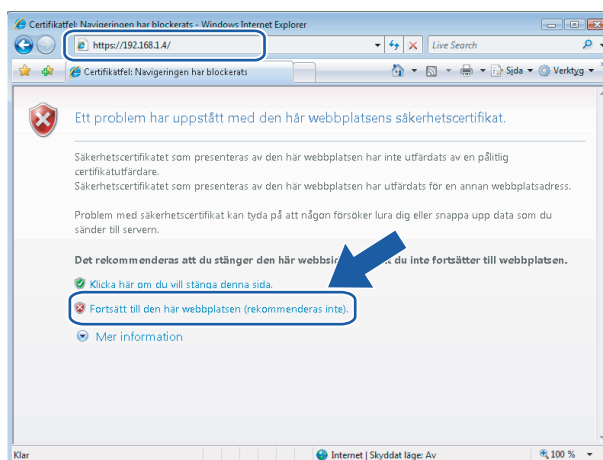 Certifikatfel: Navigeringen har blockerats - Windows Internet Explorer
https://192.168.1.4/
Live Search
Certifikatfel: Navigeringen har blockerats
Sida
Verktyg
Ett problem har uppstått med den här webbplatsens säkerhetscertifikat.
Säkerhetscertifikatet som presenteras av den här webbplatsen har inte utfärdats av en pålitlig
certifikatutfärdare.
Säkerhetscertifikatet som presenteras av den här webbplatsen har utfärdats för en annan webbplatsadress.
Problem med säkerhetscertifikat kan tyda på att någon försöker lura dig eller snappa upp data som du
sänder till servern.
Det rekommenderas att du stänger den här du inte fortsätter till webbplatsen.
Klicka här om du vill stänga denna sida.
Fortsätt till den här webbplatsen (rekommenderas inte).
Mer information
Klar
Internet | Skyddat läge: Av
100 %